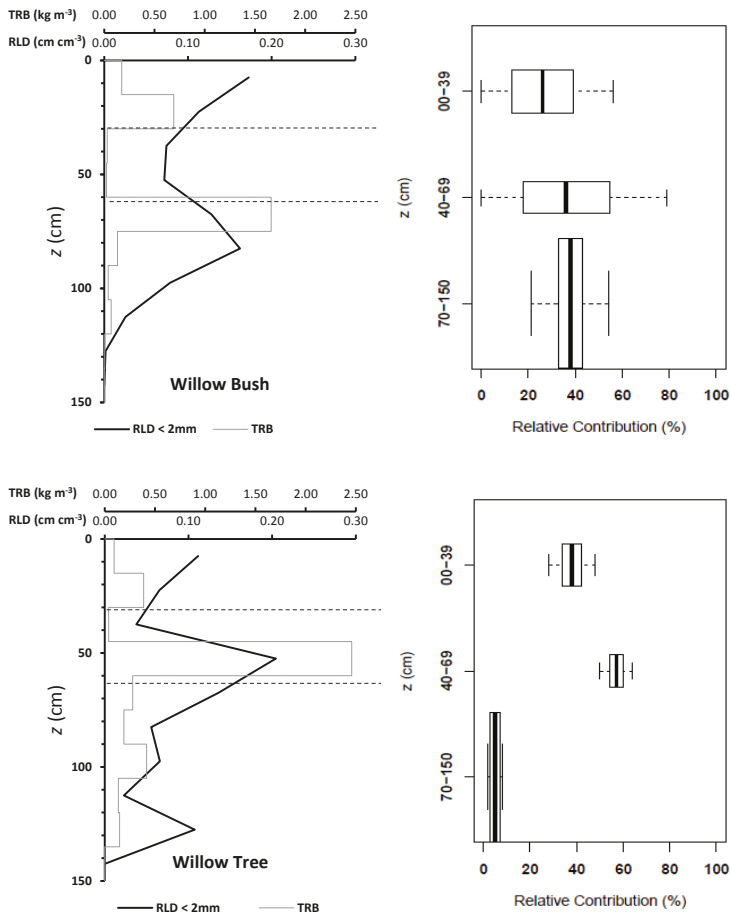 TRB (kg m⁻³) 0.00 0.50 1.00 1.50 2.00 2.50
RLD (cm cm⁻³) 0.00 0.10 0.20 0.30
0
50
100
150
z (cm)
Willow Bush
RLD < 2mm TRB
00−39
40−69
70−150
z (cm)
0 20 40 60 80 100
Relative Contribution (%)
TRB (kg m⁻³) 0.00 0.50 1.00 1.50 2.00 2.50
RLD (cm cm⁻³) 0.00 0.10 0.20 0.30
0
50
100
150
z (cm)
Willow Tree
RLD < 2mm TRB
00−39
40−69
70−150
z (cm)
0 20 40 60 80 100
Relative Contribution (%)